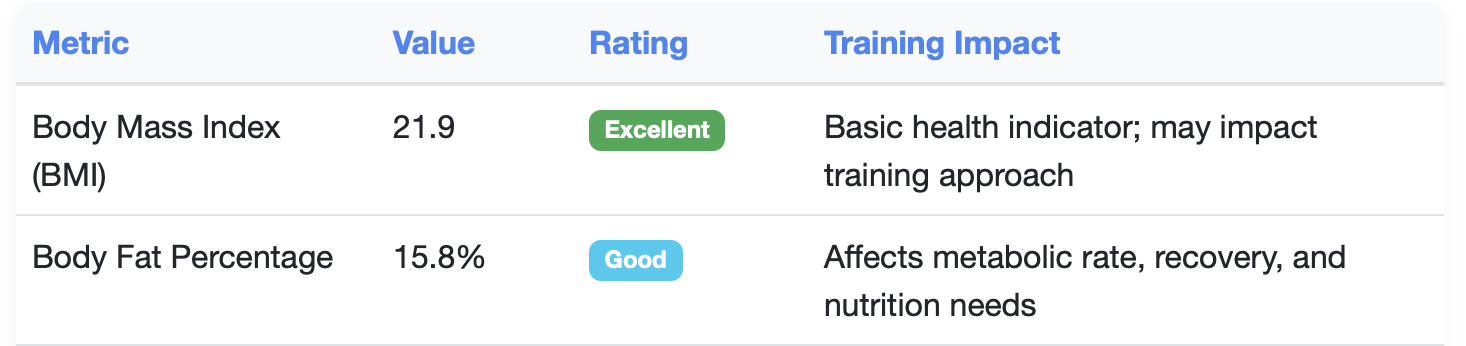 Metric Value Rating Training Impact
Body Mass Index (BMI) 21.9 Excellent Basic health indicator; may impact training approach
Body Fat Percentage 15.8% Good Affects metabolic rate, recovery, and nutrition needs